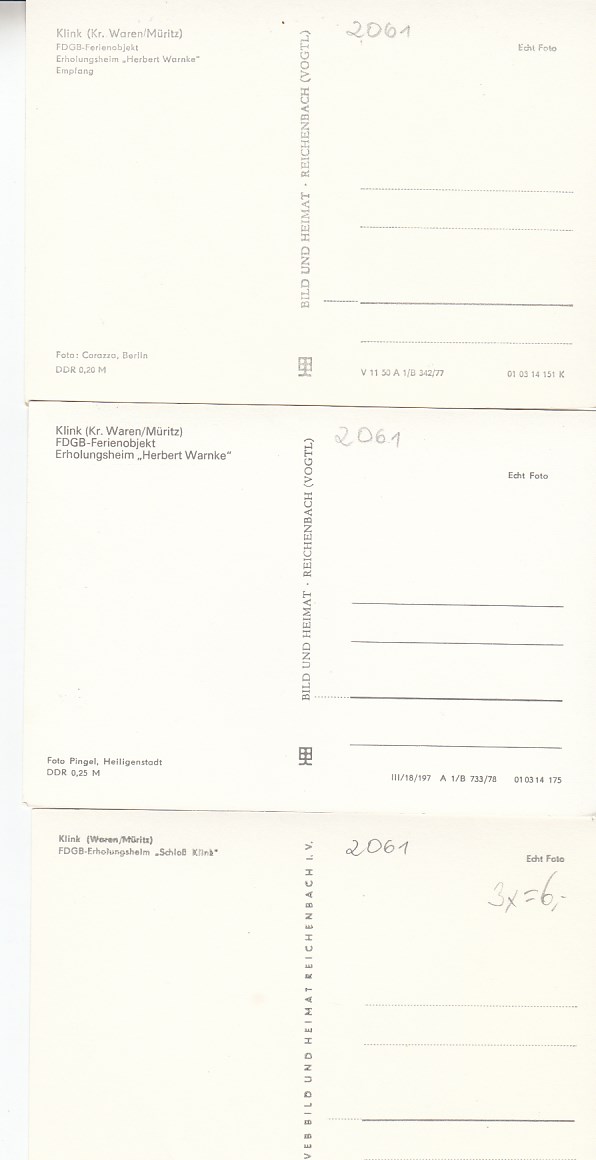 Klink (Kr. Waren/Müritz)
FDGB-Ferienobjekt
Erholungsheim „Herbert Warnke"
Empfang
2061
Echt Foto
BILD UND HEIMAT · REICHENBACH (VOGTL)
Foto: Corazza, Berlin
DDR 0,20 M
V 11 50 A 1/B 342/77
01 03 14 151 K
Klink (Kr. Waren/Müritz)
FDGB-Ferienobjekt
Erholungsheim „Herbert Warnke"
2061
Echt Foto
BILD UND HEIMAT · REICHENBACH (VOGTL)
Foto Pingel, Heiligenstadt
DDR 0,25 M
III/18/197 A 1/B 733/78 01 03 14 175
Klink (Waren/Müritz)
FDGB-Erholungsheim „Schloß Klink"
2061
Echt Foto
3x=6,-
VEB BILD UND HEIMAT REICHENBACH I. V.